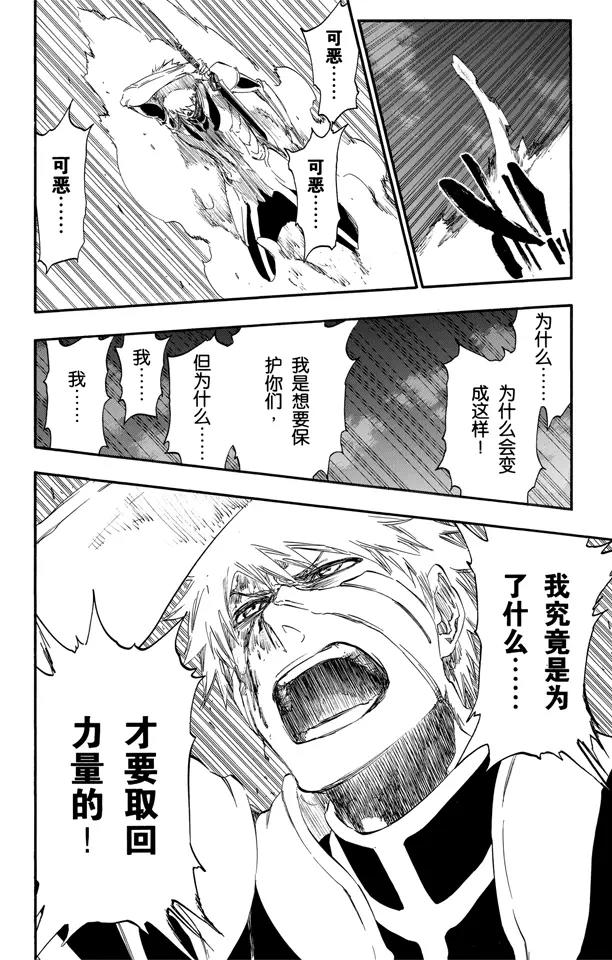 可恶……
可恶……
可恶……
为什么……
为什么会变
成这样！
我是想要保
护你们，
但为什么……
我……
我……
我究竟是为
了什么……
才要取回
力量的！